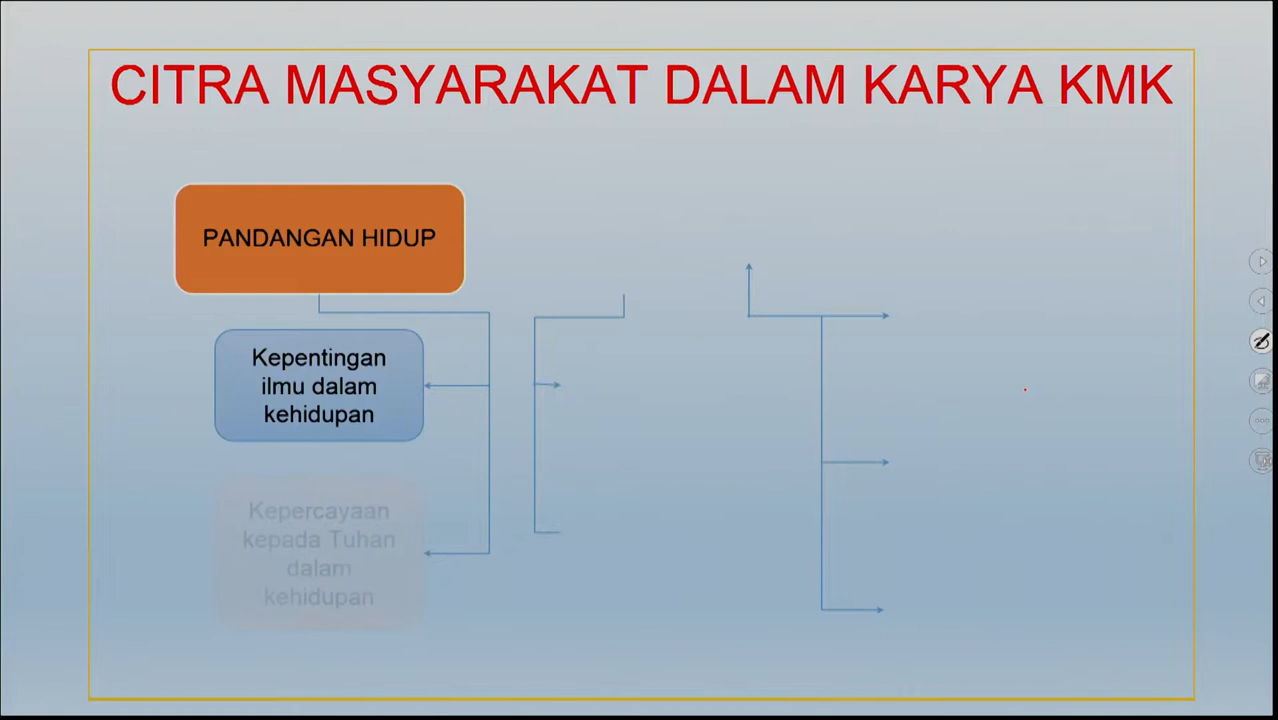 CITRA MASYARAKAT DALAM KARYA KMK
PANDANGAN HIDUP
Kepentingan
ilmu dalam
kehidupan
Kepercayaan
kepada Tuhan
dalam
kehidupan